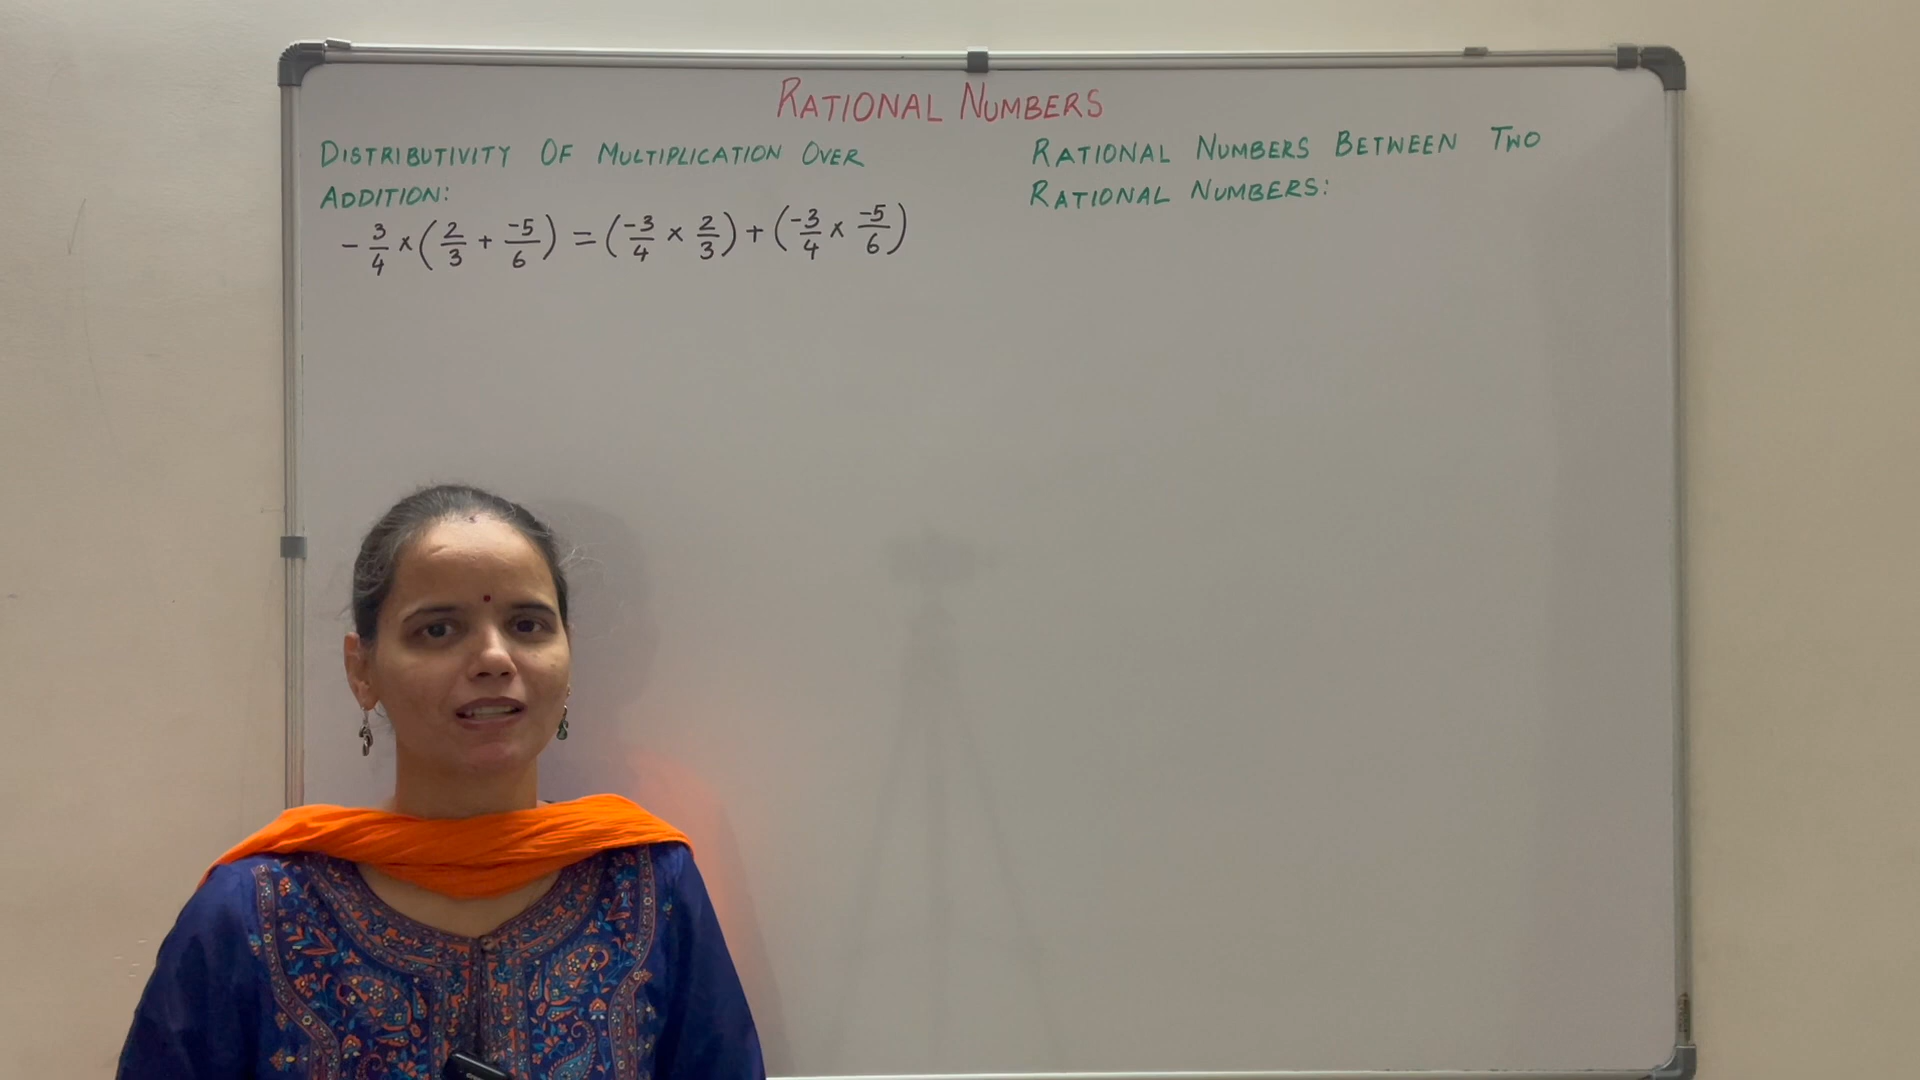 RATIONAL NUMBERS
DISTRIBUTIVITY OF MULTIPLICATION OVER
ADDITION:
-3/4 × (2/3 + -5/6) = (-3/4 × 2/3) + (-3/4 × -5/6)
RATIONAL NUMBERS BETWEEN TWO
RATIONAL NUMBERS: